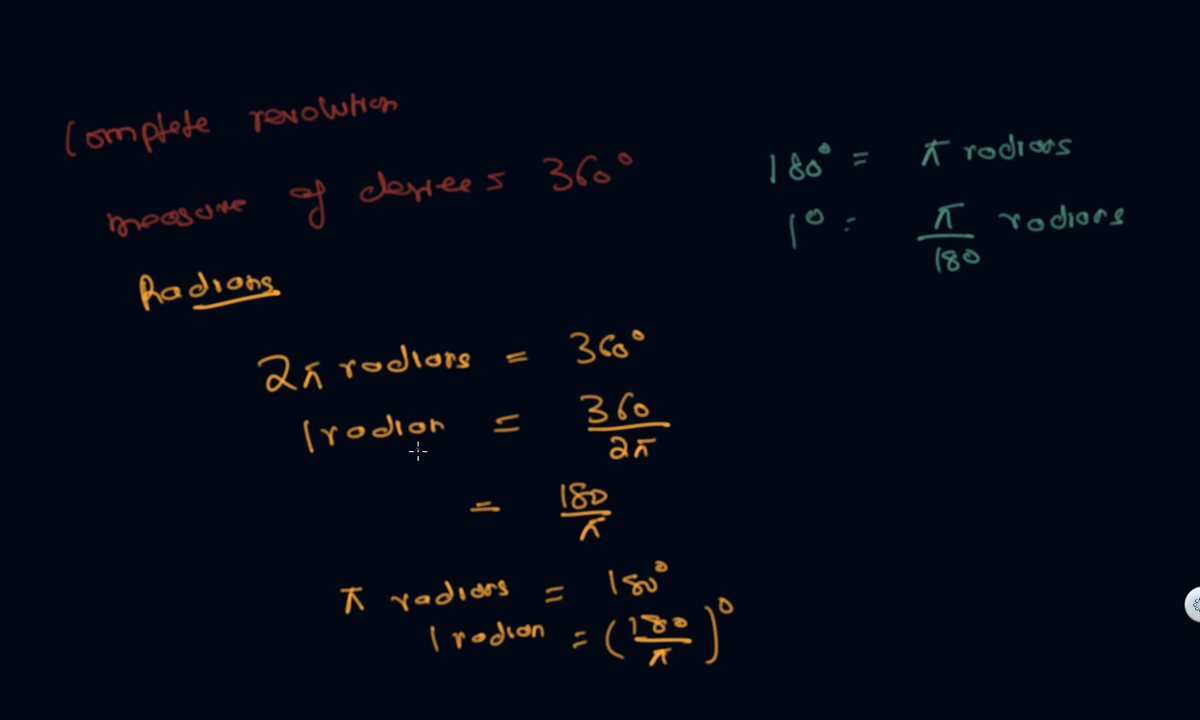 Complete revolution
measure of degrees = 360°
Radians
2π radians = 360°
1 radian = 360/2π
= 180/π
π radians = 180°
1 radian = (180/π)°
180° = π radians
1° = π/180 radians